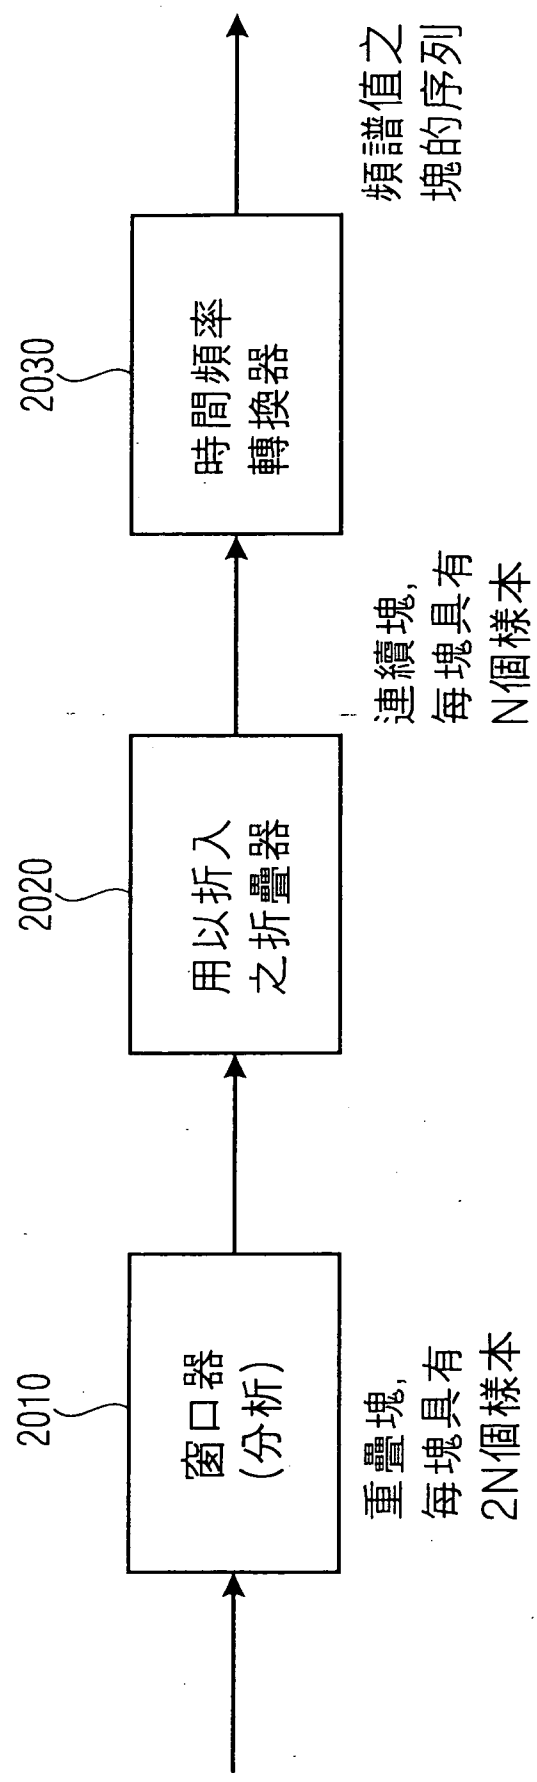 2010
窗口器
(分析)
重疊塊,
每塊具有
2N個樣本
2020
用以折入
之折疊器
連續塊,
每塊具有
N個樣本
2030
時間頻率
轉換器
頻譜值之
塊的序列